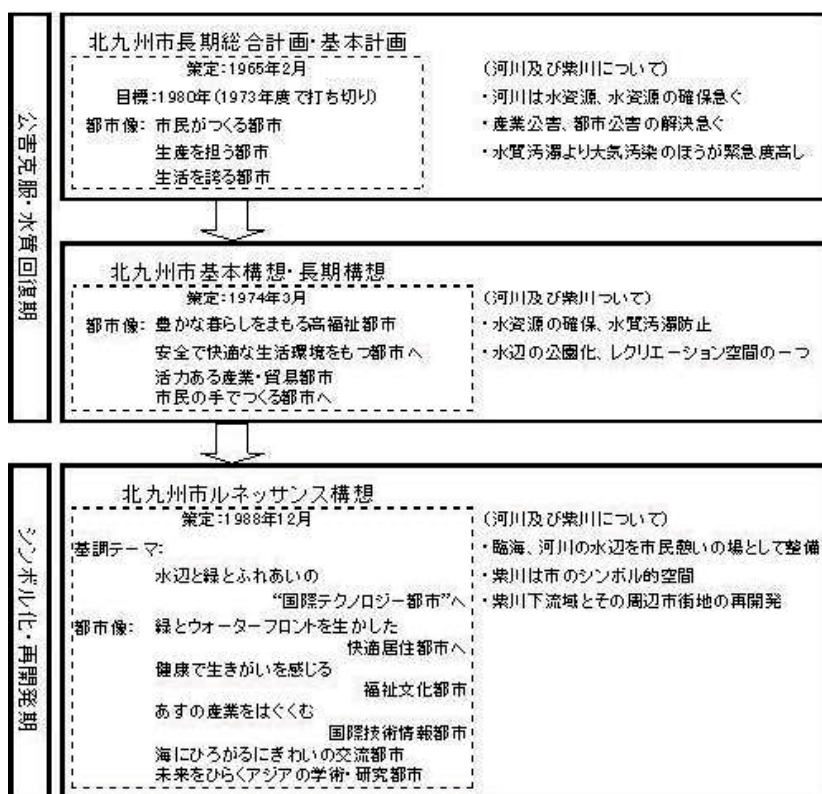 公害克服・水質回復期
北九州市長期総合計画・基本計画
策定:1965年2月
目標:1980年(1973年度で打ち切り)
都市像: 市民がつくる都市
生産を担う都市
生活を誇る都市
(河川及び紫川について)
・河川は水資源、水資源の確保急ぐ
・産業公害、都市公害の解決急ぐ
・水質汚濁より大気汚染のほうが緊急度高し
北九州市基本構想・長期構想
策定:1974年3月
都市像: 豊かな暮らしをまもる高福祉都市
安全で快適な生活環境をもつ都市へ
活力ある産業・貿易都市
市民の手でつくる都市へ
(河川及び紫川ついて)
・水資源の確保、水質汚濁防止
・水辺の公園化、レクリエーション空間の一つ
シンボル化・再開発期
北九州市ルネッサンス構想
策定:1988年12月
基調テーマ:
水辺と緑とふれあいの
“国際テクノロジー都市”へ
都市像: 緑とウォーターフロントを生かした
快適居住都市へ
健康で生きがいを感じる
福祉文化都市
あすの産業をはぐくむ
国際技術情報都市
海にひろがるにぎわいの交流都市
未来をひらくアジアの学術・研究都市
(河川及び紫川について)
・臨海、河川の水辺を市民憩いの場として整備
・紫川は市のシンボル的空間
・紫川下流域とその周辺市街地の再開発